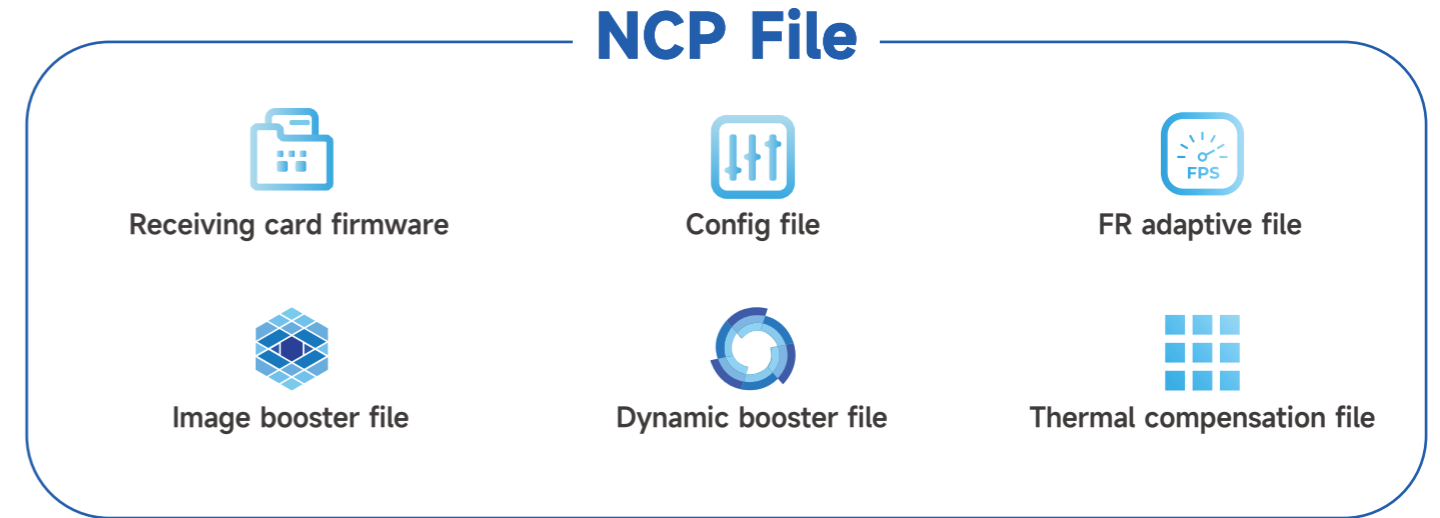 NCP File
FPS
Receiving card firmware
Config file
FR adaptive file
Image booster file
Dynamic booster file
Thermal compensation file